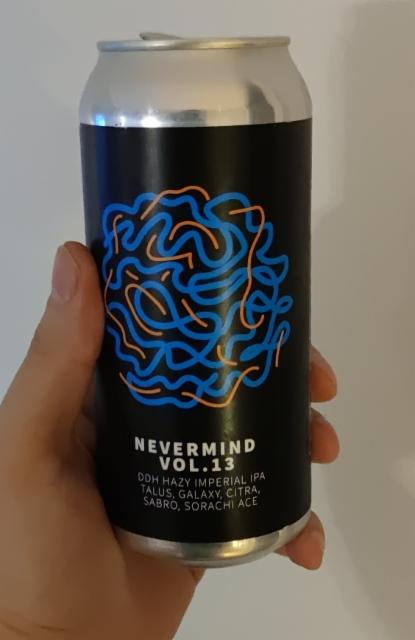 NEVERMIND
VOL.13
DDH HAZY IMPERIAL IPA
TALUS, GALAXY, CITRA,
SABRO, SORACHI ACE